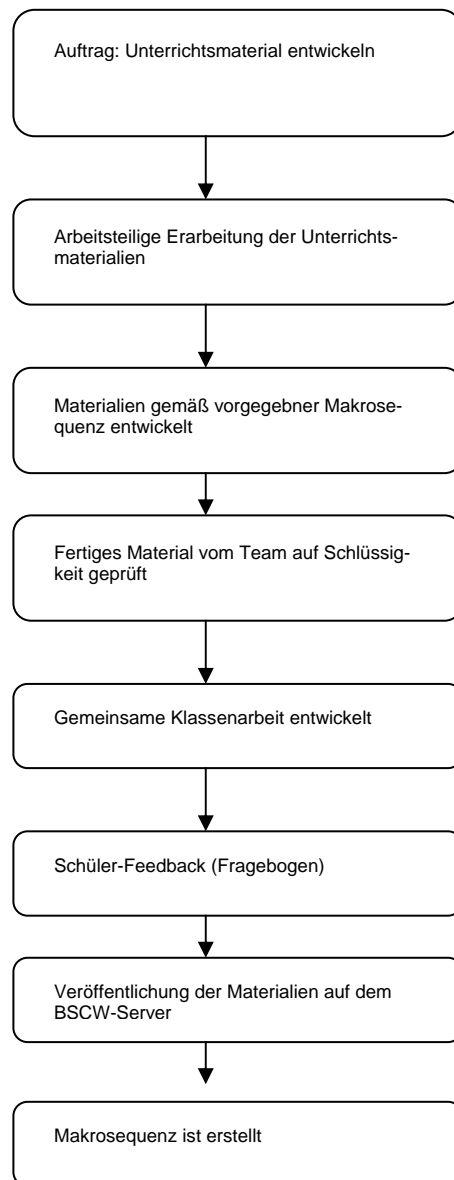 Auftrag: Unterrichtsmaterial entwickeln
Arbeitsteilige Erarbeitung der Unterrichts-
materialien
Materialien gemäß vorgegebner Makrose-
quenz entwickelt
Fertiges Material vom Team auf Schlüssig-
keit geprüft
Gemeinsame Klassenarbeit entwickelt
Schüler-Feedback (Fragebogen)
Veröffentlichung der Materialien auf dem
BSCW-Server
Makrosequenz ist erstellt